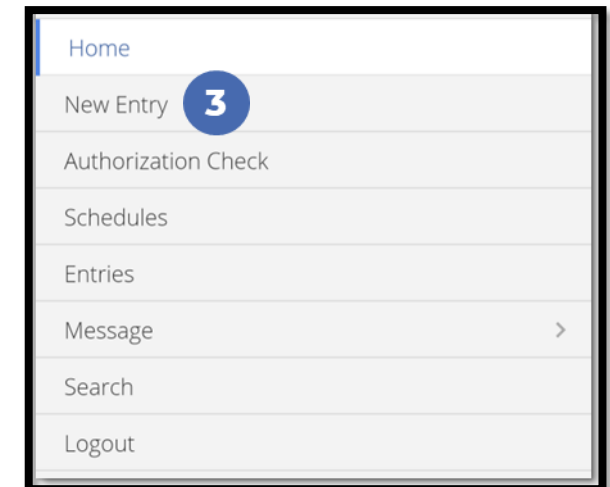 Home
New Entry 3
Authorization Check
Schedules
Entries
Message
Search
Logout